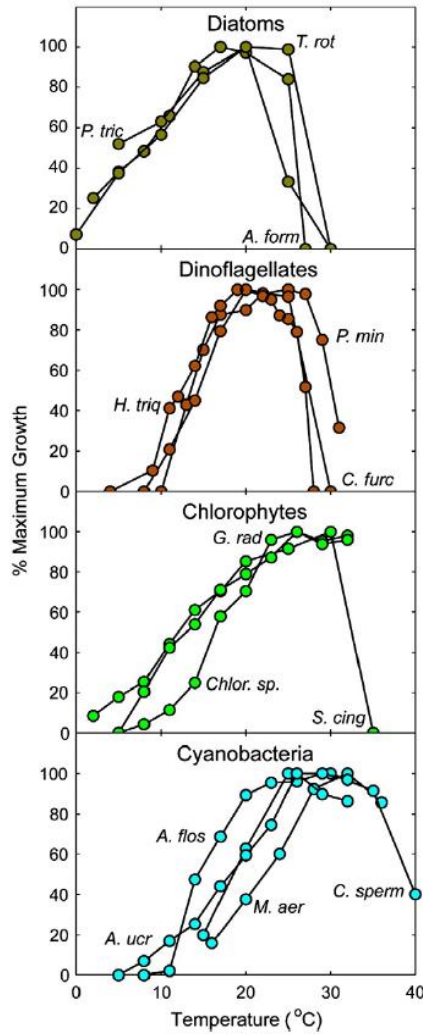 Diatoms
100
T. rot
80
60
P. tric
40
20
A. form
0
Dinoflagellates
100
80
P. min
60
40
H. triq
20
C. furc
0
% Maximum Growth
Chlorophytes
100
G. rad
80
60
40
Chlor. sp.
20
S. cing
0
Cyanobacteria
100
80
A. flos
60
40
M. aer
C. sperm
20
A. ucr
0
0 10 20 30 40
Temperature (°C)